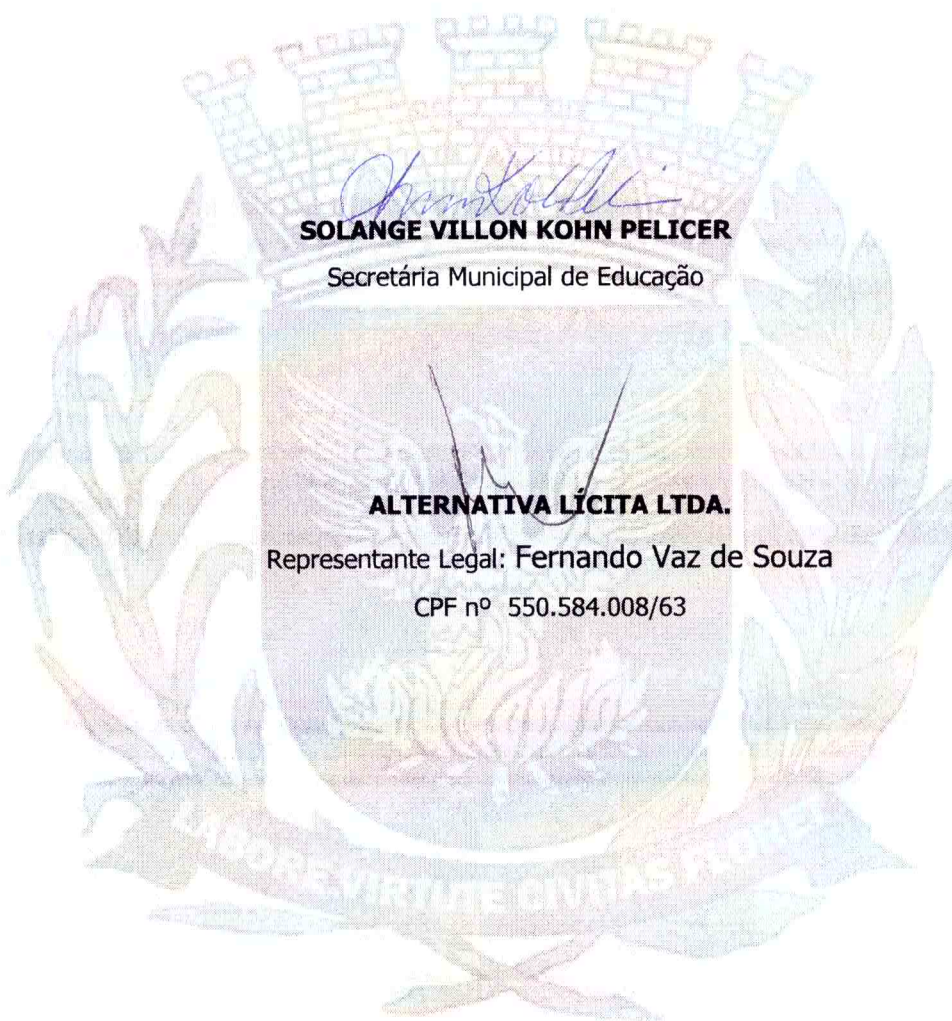 SOLANGE VILLON KOHN PELICER
Secretária Municipal de Educação
ALTERNATIVA LÍCITA LTDA.
Representante Legal: Fernando Vaz de Souza
CPF nº 550.584.008/63
LABORE VIRTUTE CIVITAS FLORET